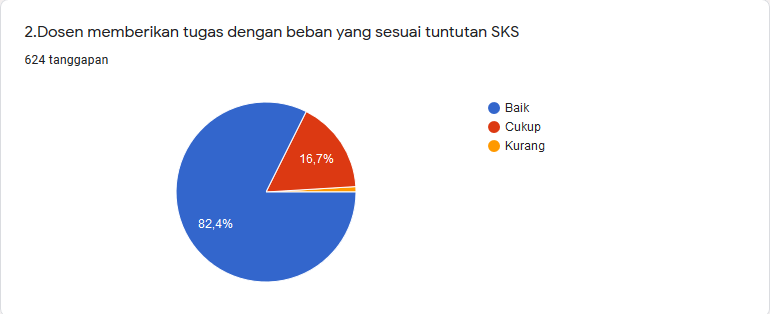 2.Dosen memberikan tugas dengan beban yang sesuai tuntutan SKS
624 tanggapan
Baik
Cukup
Kurang
16,7%
82,4%